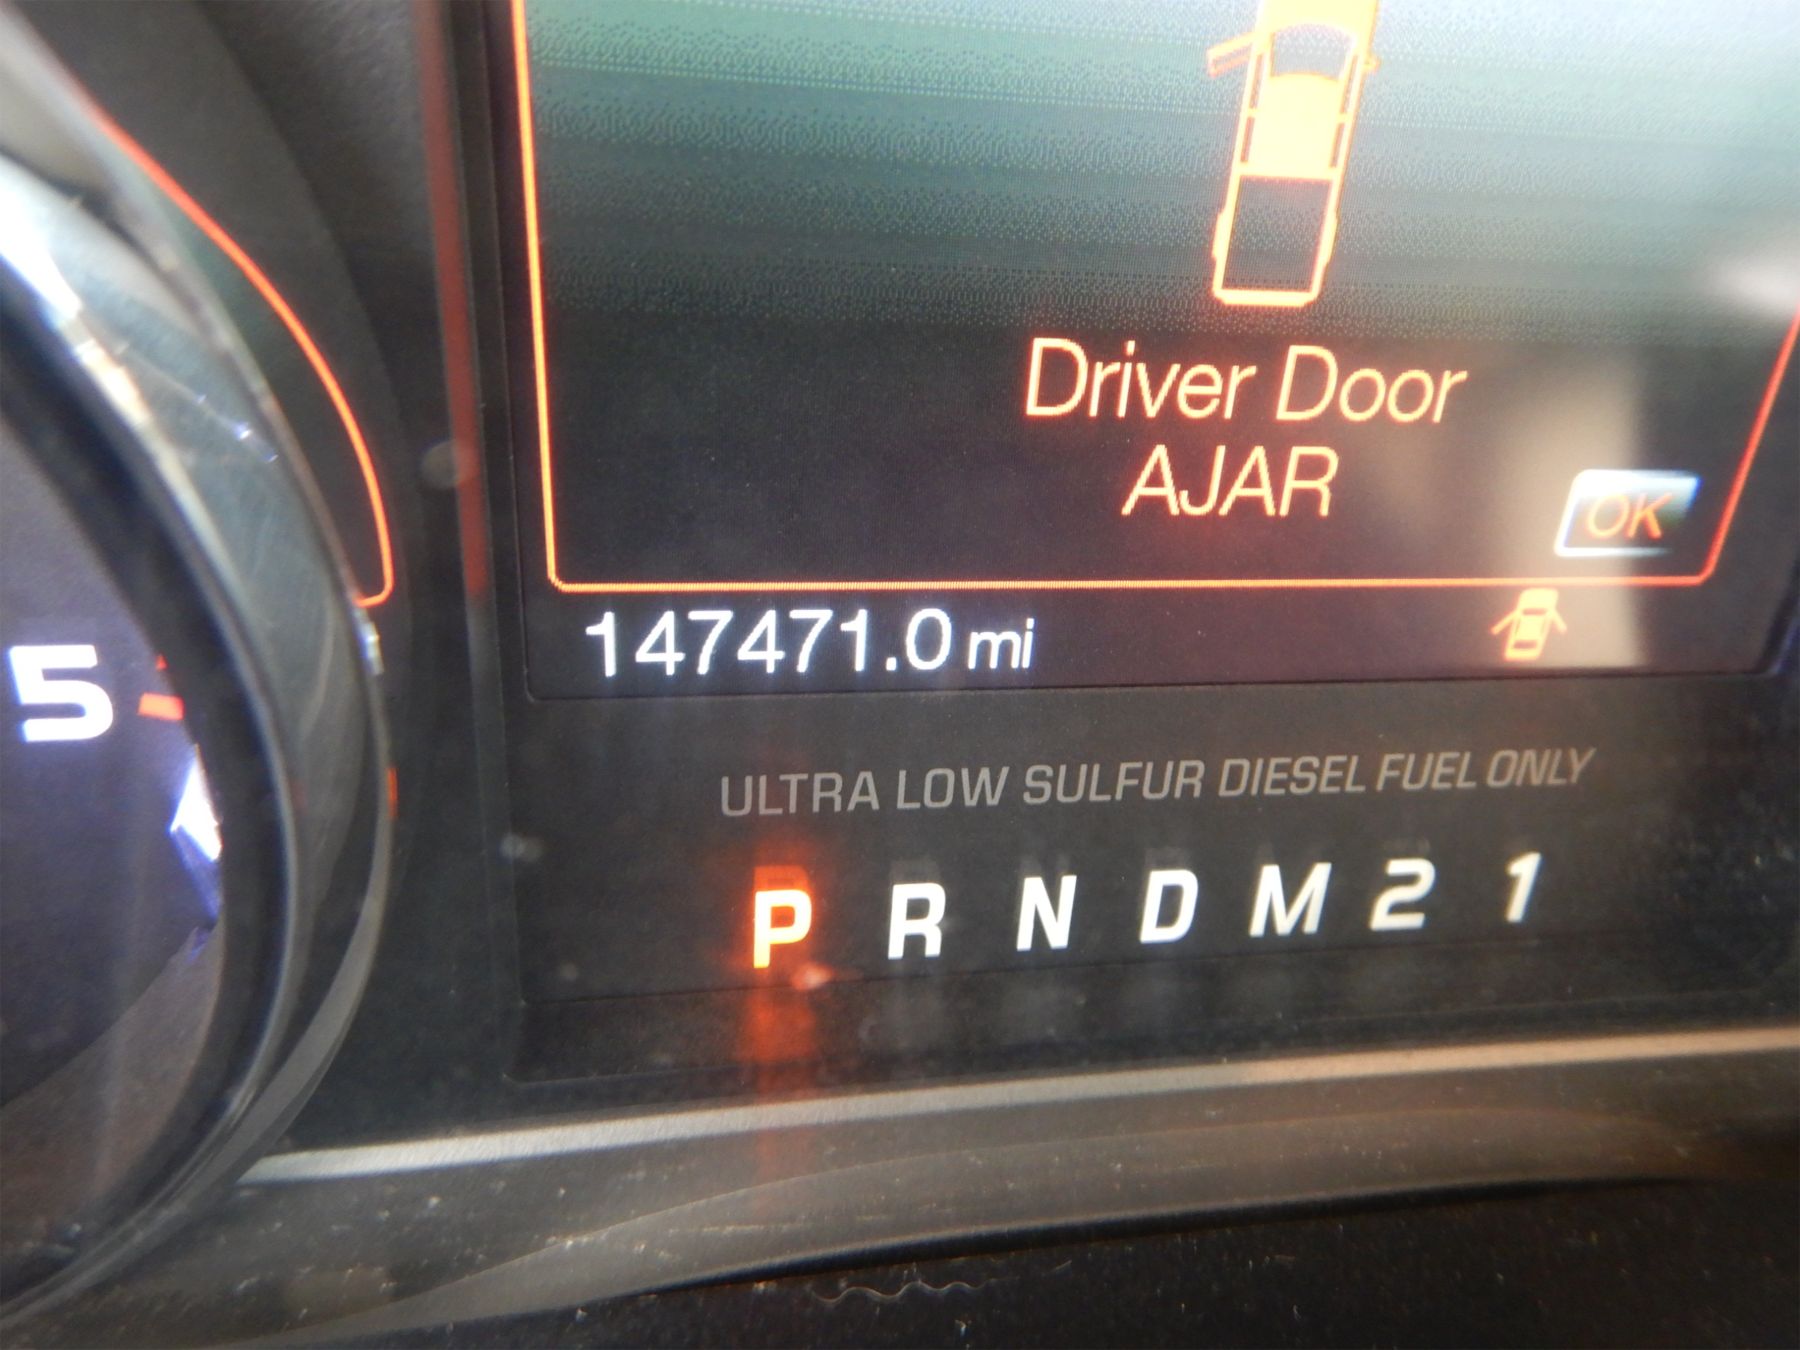 Driver Door
AJAR
OK
147471.0 mi
5
ULTRA LOW SULFUR DIESEL FUEL ONLY
P R N D M 2 1